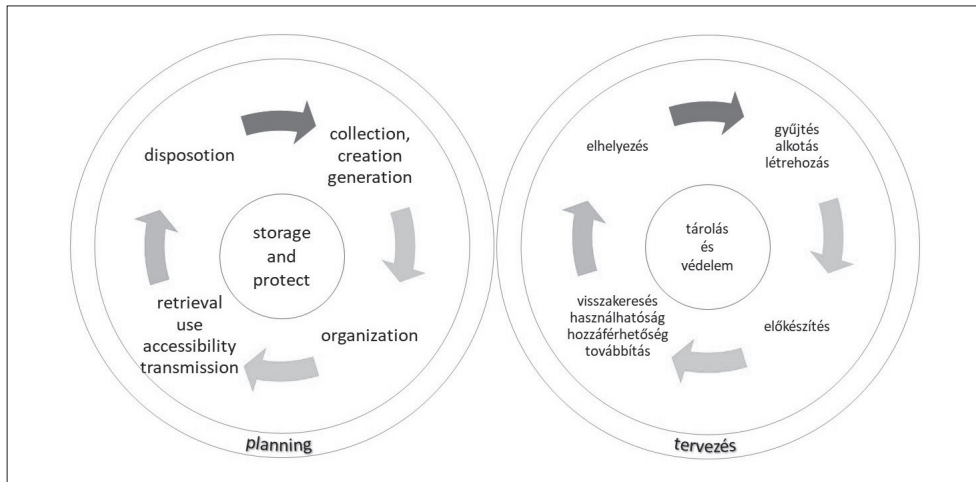 disposotion
collection,
creation
generation
storage
and
protect
retrieval
use
accessibility
transmission
organization
planning
elhelyezés
gyűjtés
alkotás
létrehozás
tárolás
és
védelem
visszakeresés
használhatóság
hozzáférhetőség
továbbítás
előkészítés
tervezés